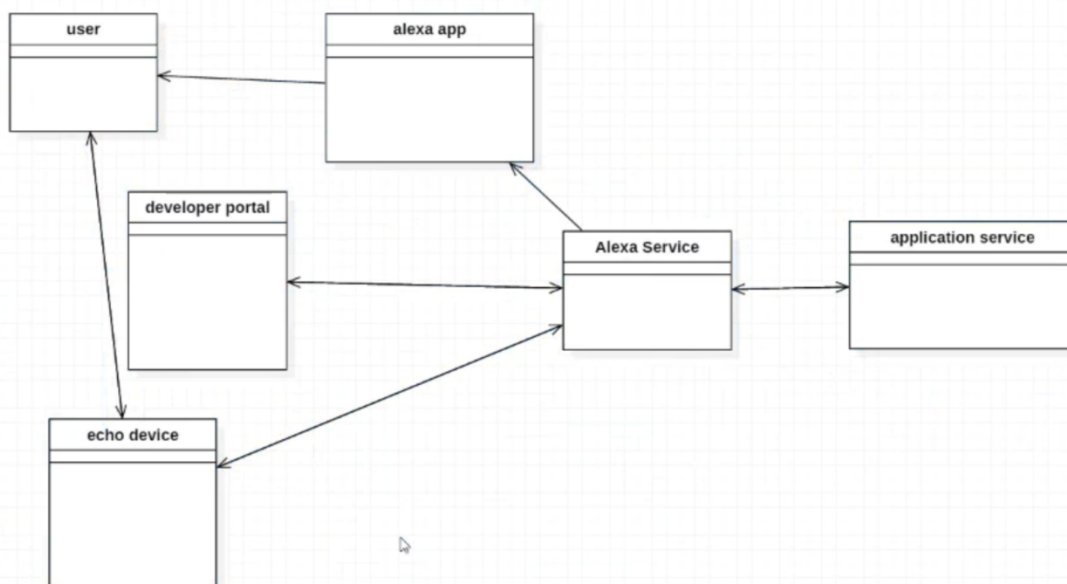 user
alexa app
developer portal
Alexa Service
application service
echo device